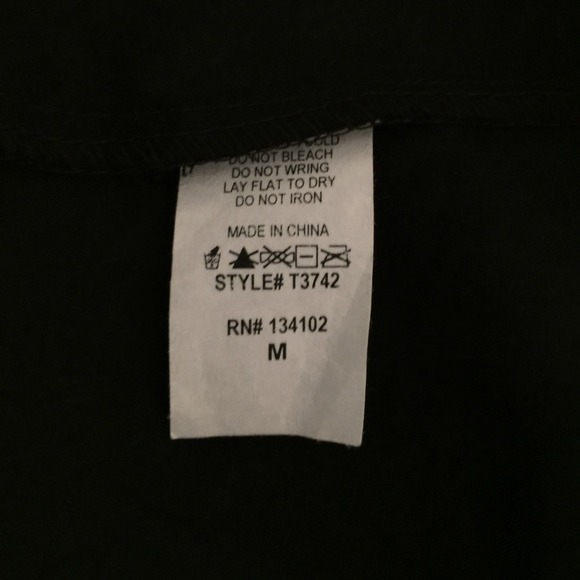 COLD
DO NOT BLEACH
DO NOT WRING
LAY FLAT TO DRY
DO NOT IRON
MADE IN CHINA
STYLE# T3742
RN# 134102
M